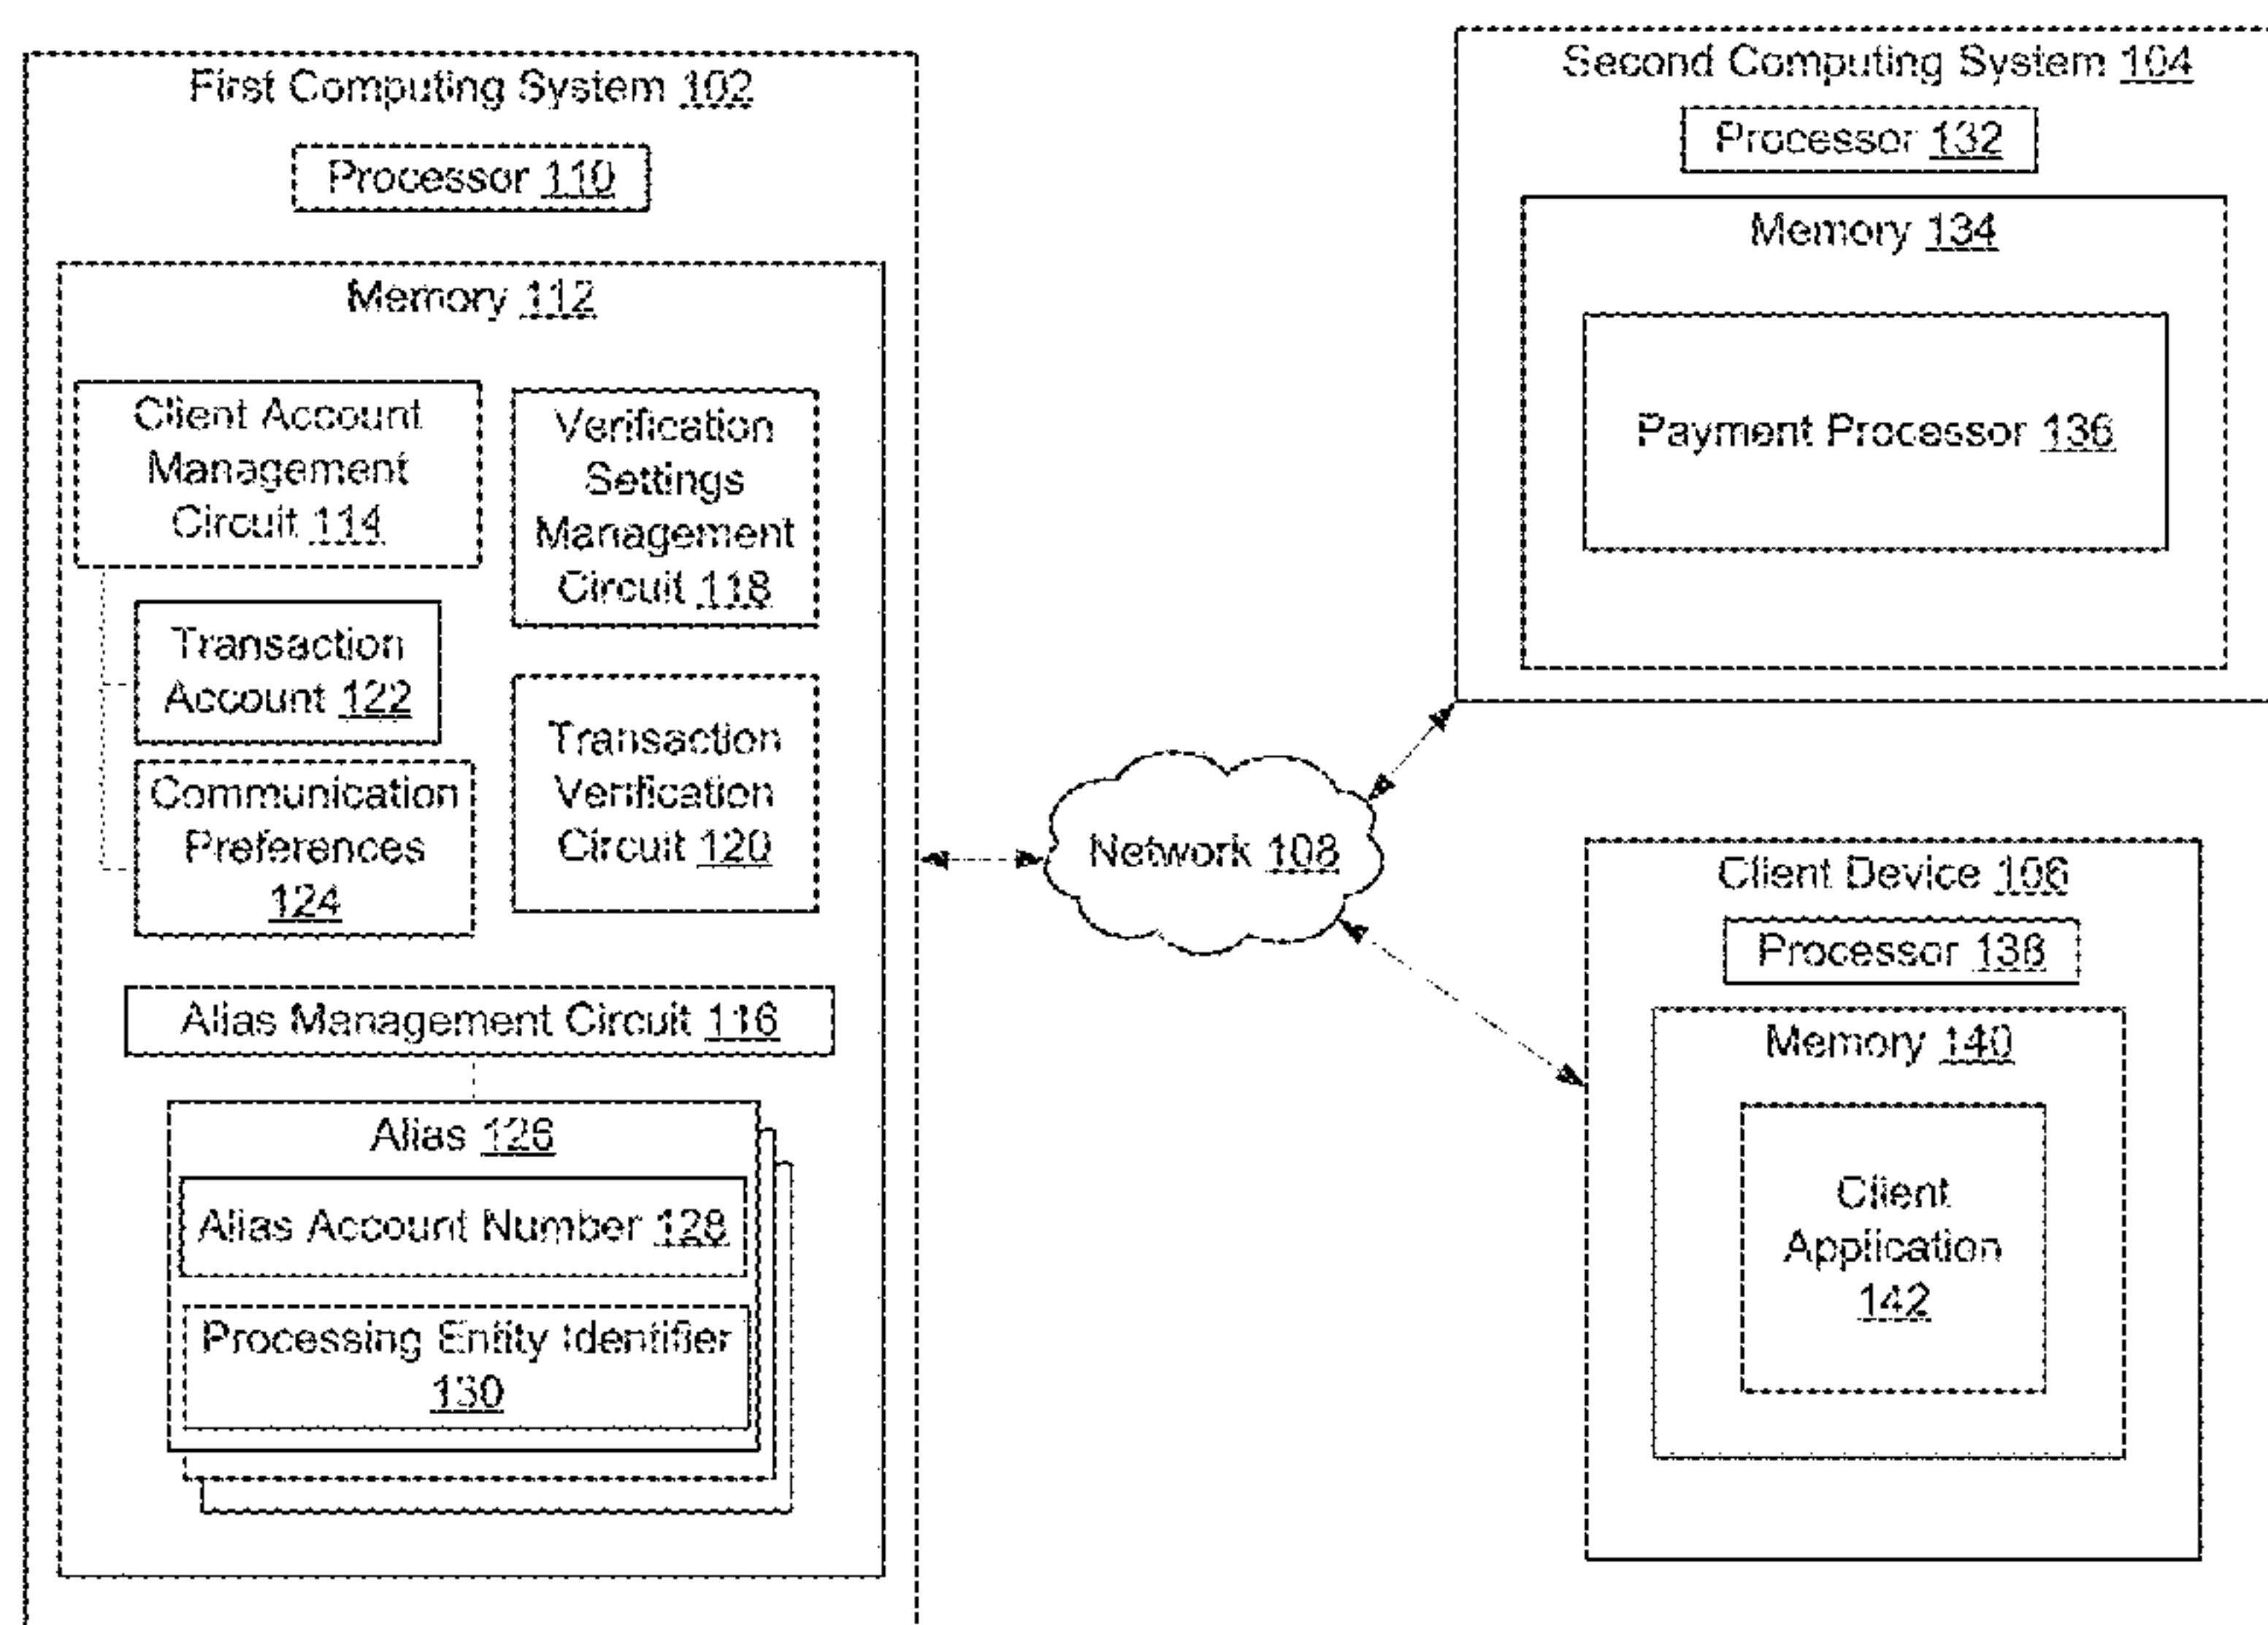 First Computing System 102
Processor 110
Memory 112
Client Account
Management
Circuit 114
Verification
Settings
Management
Circuit 118
Transaction
Account 122
Communication
Preferences
124
Transaction
Verification
Circuit 120
Alias Management Circuit 116
Alias 126
Alias Account Number 128
Processing Entity Identifier
130
Network 108
Second Computing System 104
Processor 132
Memory 134
Payment Processor 136
Client Device 106
Processor 138
Memory 140
Client
Application
142